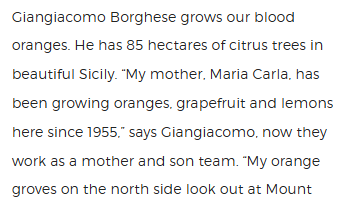 Giangiacomo Borghese grows our blood
oranges. He has 85 hectares of citrus trees in
beautiful Sicily. “My mother, Maria Carla, has
been growing oranges, grapefruit and lemons
here since 1955,” says Giangiacomo, now they
work as a mother and son team. “My orange
groves on the north side look out at Mount